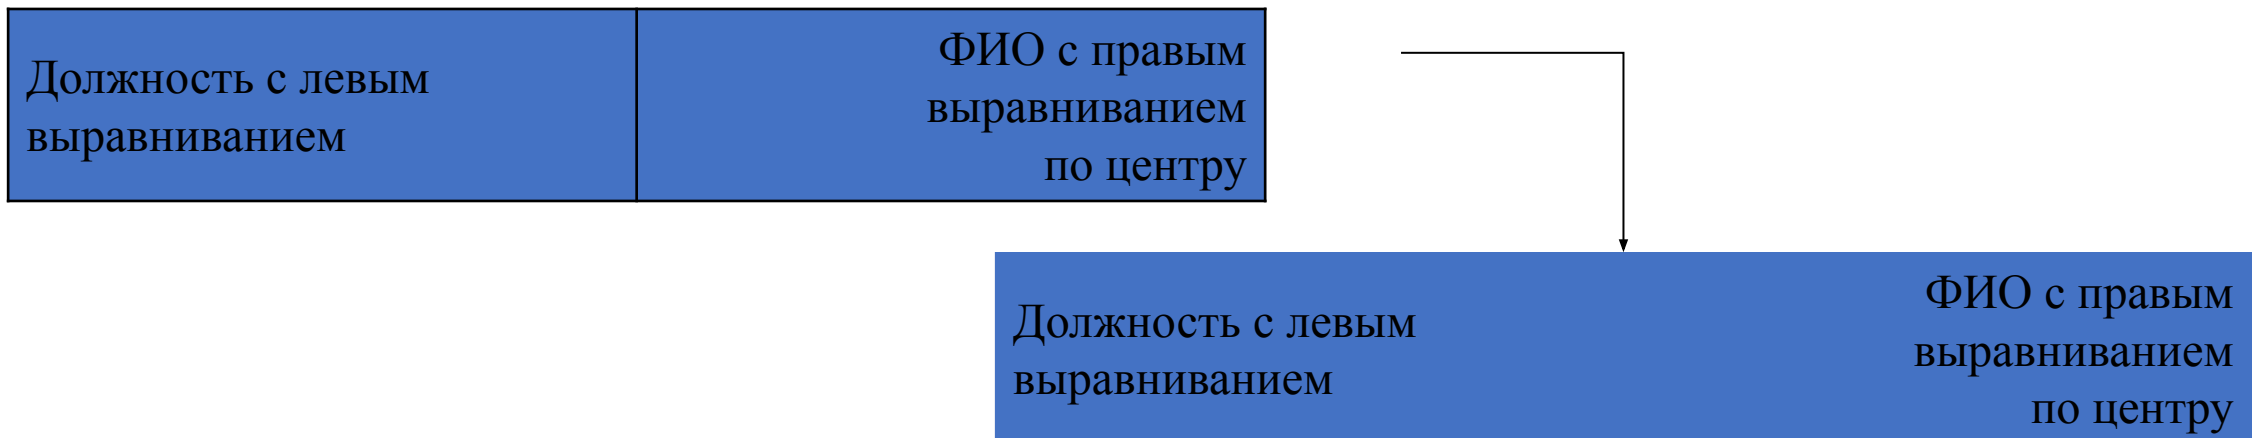 Должность с левым
выравниванием
ФИО с правым
выравниванием
по центру
Должность с левым
выравниванием
ФИО с правым
выравниванием
по центру